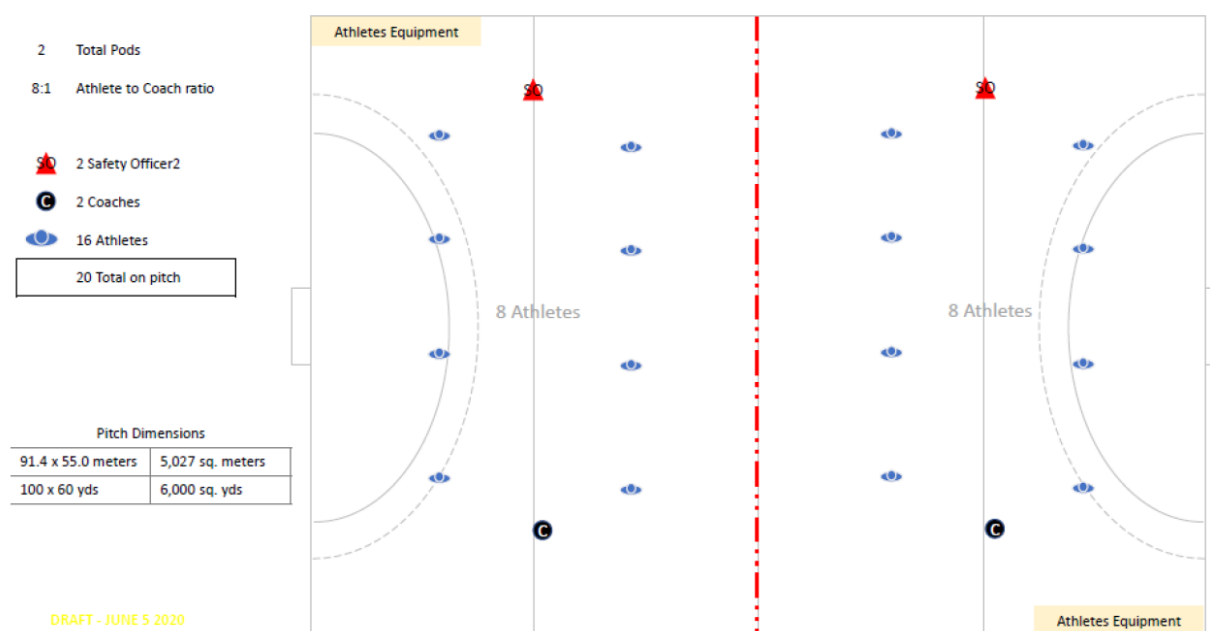 Athletes Equipment
2 Total Pods
8:1 Athlete to Coach ratio
SO
SO
SO 2 Safety Officer2
C 2 Coaches
16 Athletes
20 Total on pitch
8 Athletes
8 Athletes
Pitch Dimensions
91.4 x 55.0 meters 5,027 sq. meters
100 x 60 yds 6,000 sq. yds
C
C
DRAFT - JUNE 5 2020
Athletes Equipment